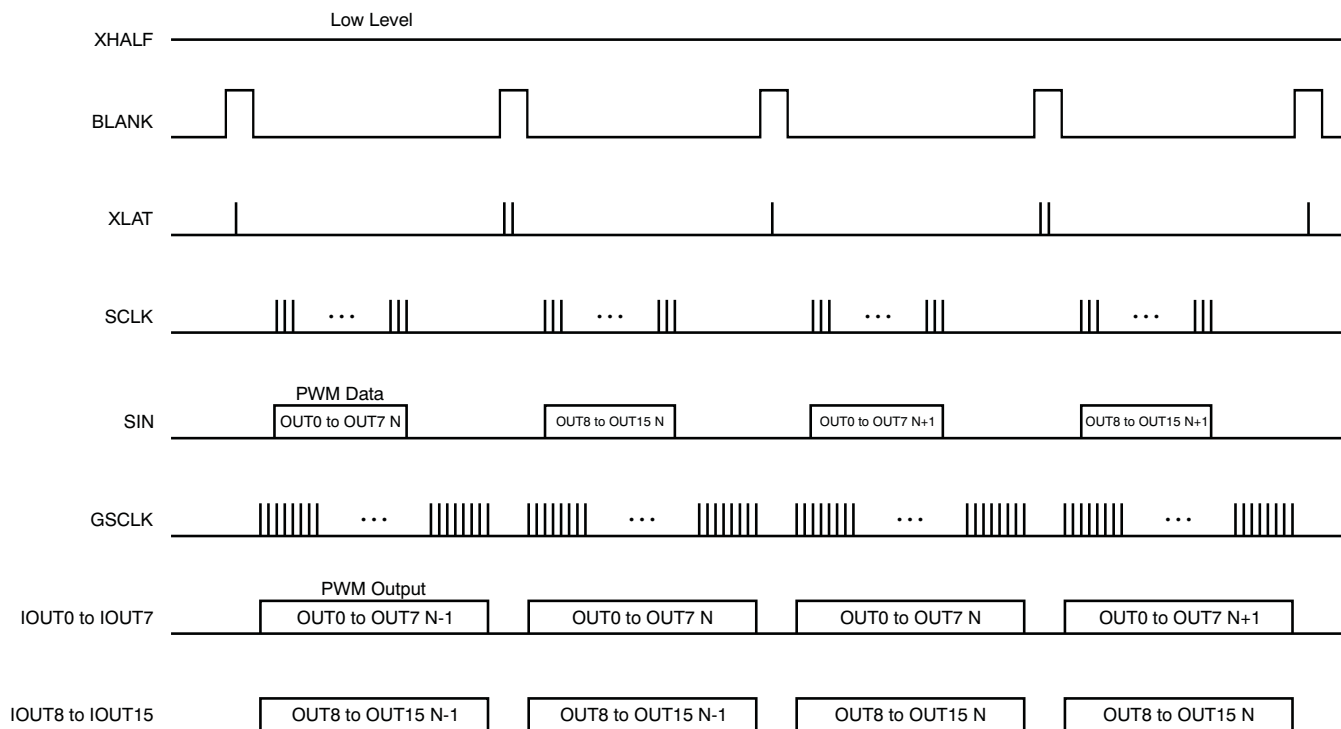 Low Level
XHALF
BLANK
XLAT
SCLK
...
...
...
...
PWM Data
SIN
OUT0 to OUT7 N
OUT8 to OUT15 N
OUT0 to OUT7 N+1
OUT8 to OUT15 N+1
GSCLK
...
...
...
...
PWM Output
IOUT0 to IOUT7
OUT0 to OUT7 N-1
OUT0 to OUT7 N
OUT0 to OUT7 N
OUT0 to OUT7 N+1
IOUT8 to IOUT15
OUT8 to OUT15 N-1
OUT8 to OUT15 N-1
OUT8 to OUT15 N
OUT8 to OUT15 N